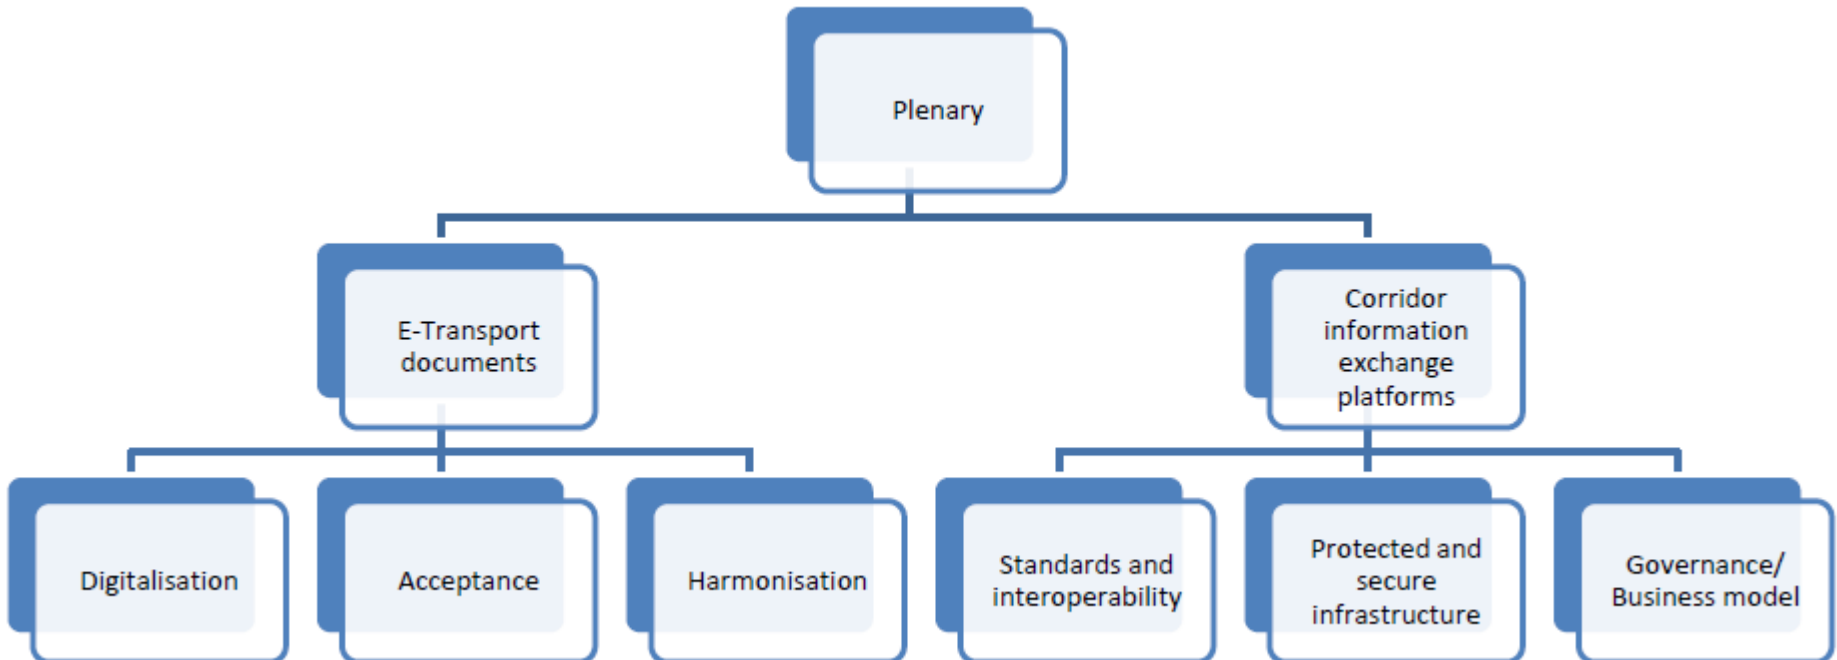 Plenary
E-Transport
documents
Corridor
information
exchange
platforms
Digitalisation
Acceptance
Harmonisation
Standards and
interoperability
Protected and
secure
infrastructure
Governance/
Business model